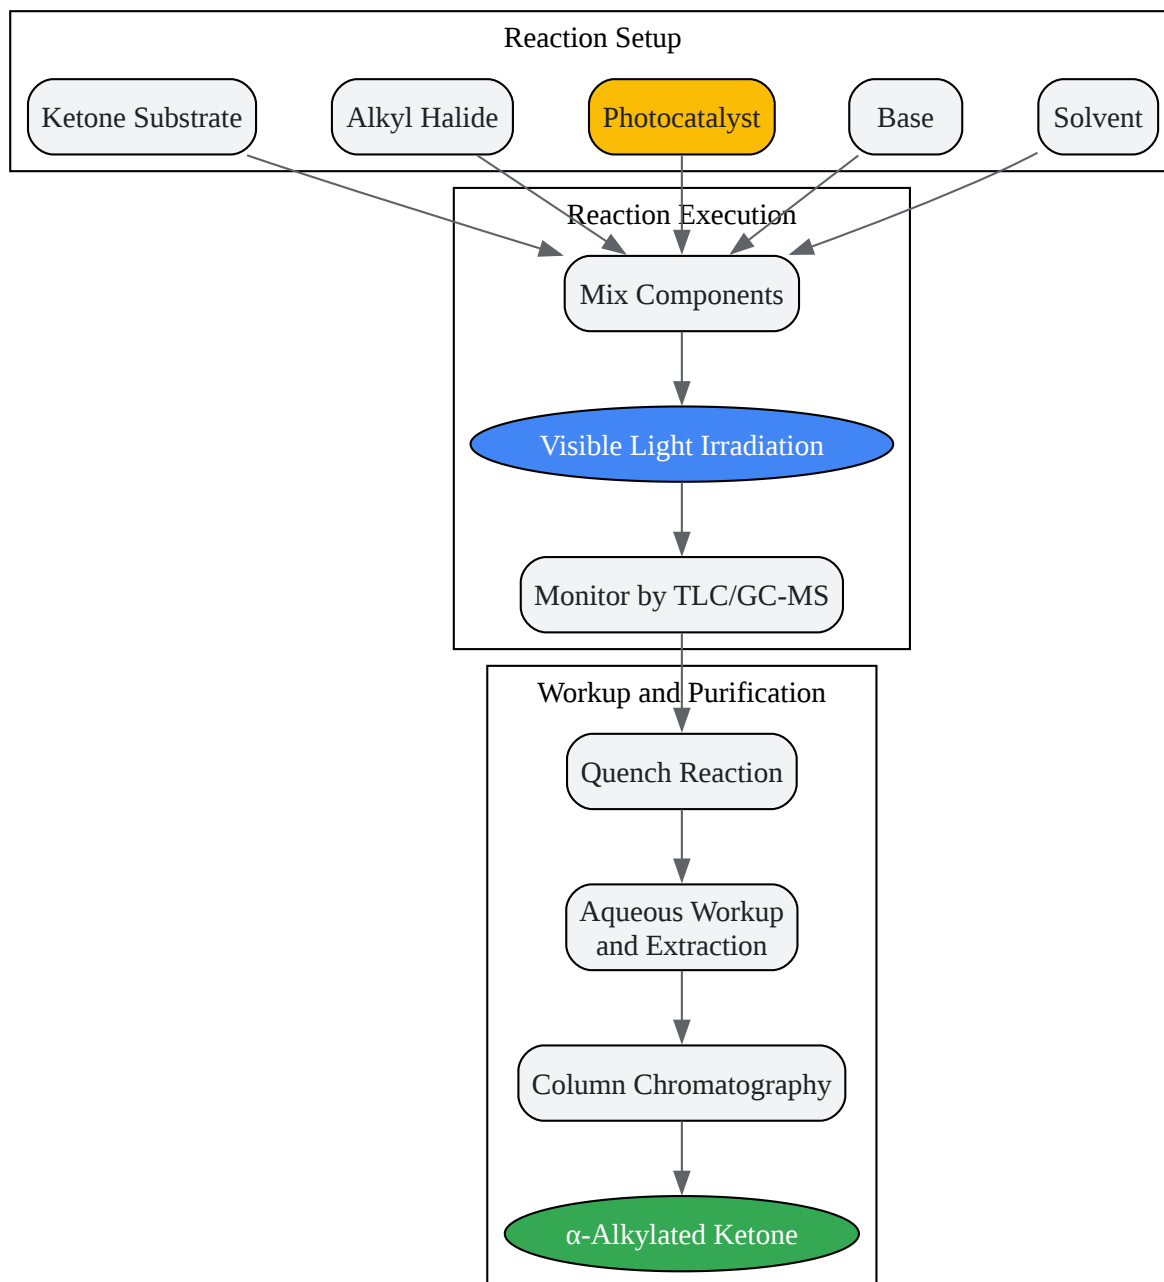 Reaction Setup
Ketone Substrate
Alkyl Halide
Photocatalyst
Base
Solvent
Reaction Execution
Mix Components
Visible Light Irradiation
Monitor by TLC/GC-MS
Workup and Purification
Quench Reaction
Aqueous Workup
and Extraction
Column Chromatography
α-Alkylated Ketone